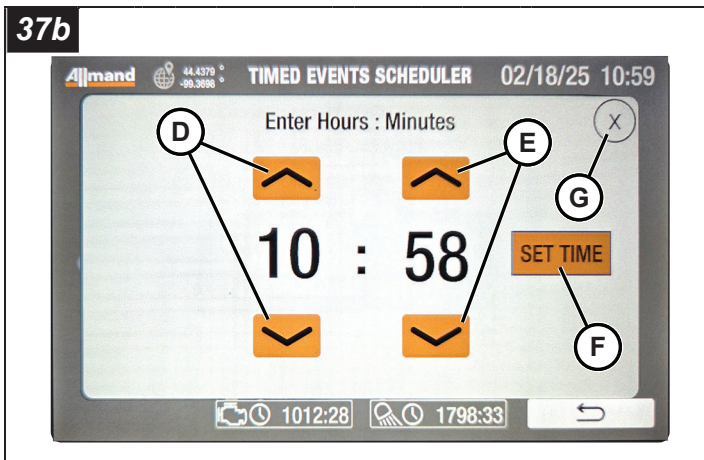 37b
Allmand 44.4379 ° -99.3698 ° TIMED EVENTS SCHEDULER 02/18/25 10:59
Enter Hours : Minutes
X
D
E
G
10 : 58
SET TIME
F
1012:28 1798:33